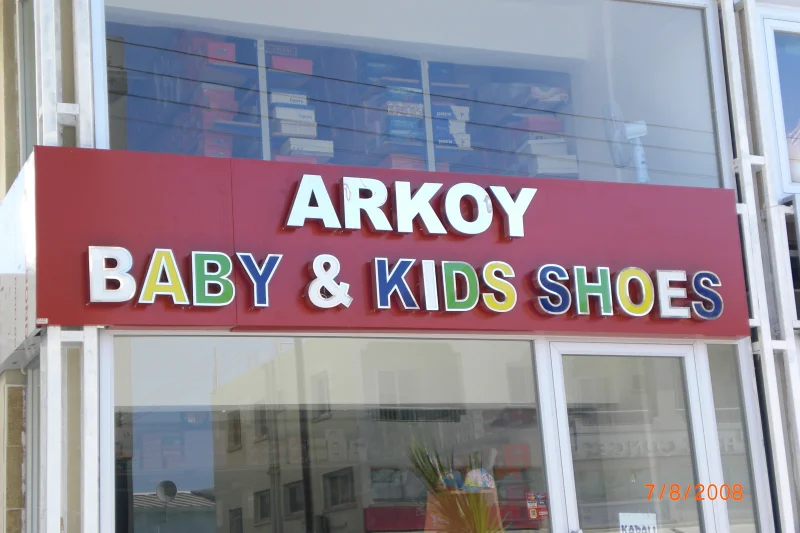 ARKOY
BABY & KIDS SHOES
7/8/2008